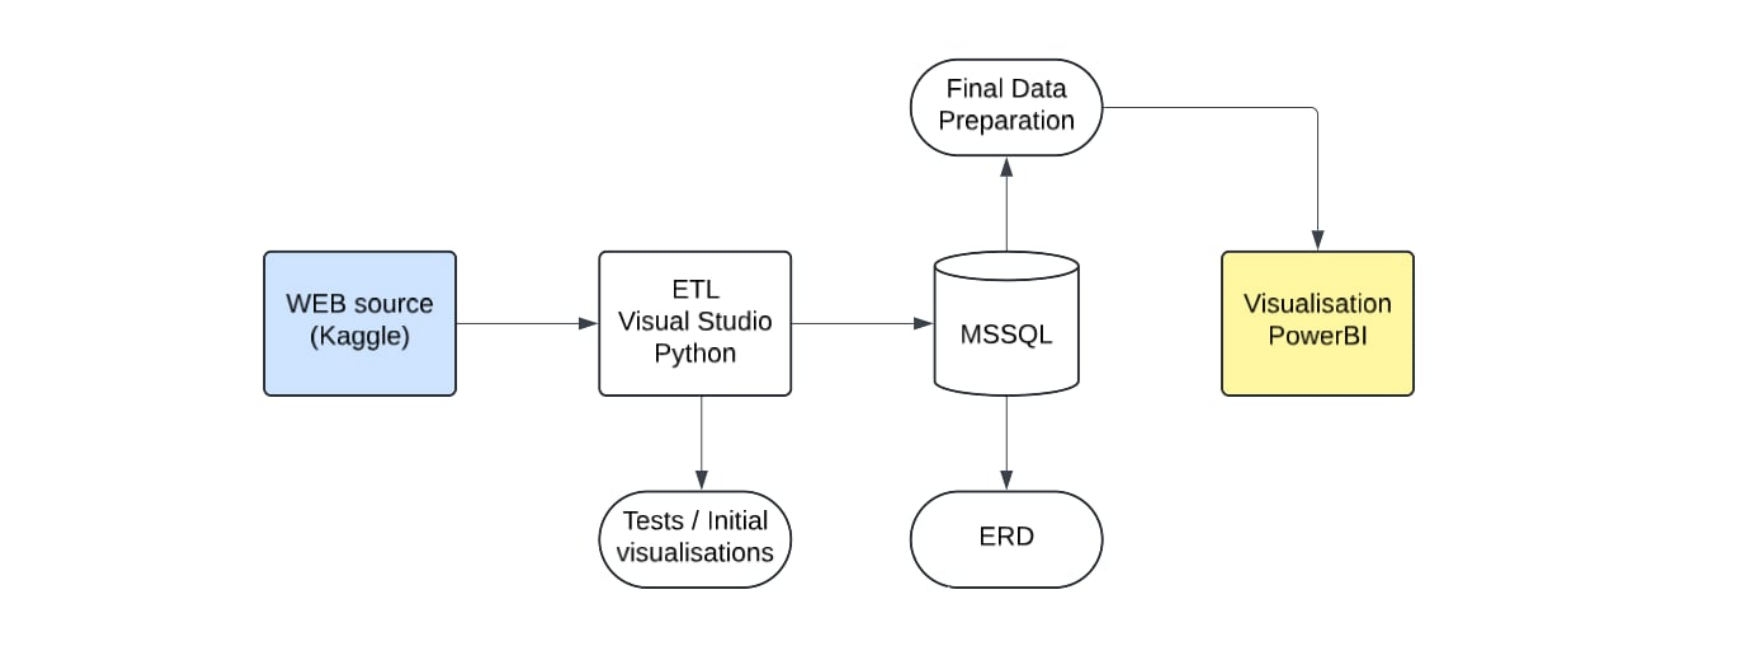 Final Data
Preparation
WEB source
(Kaggle)
ETL
Visual Studio
Python
MSSQL
Visualisation
PowerBI
Tests / Initial
visualisations
ERD